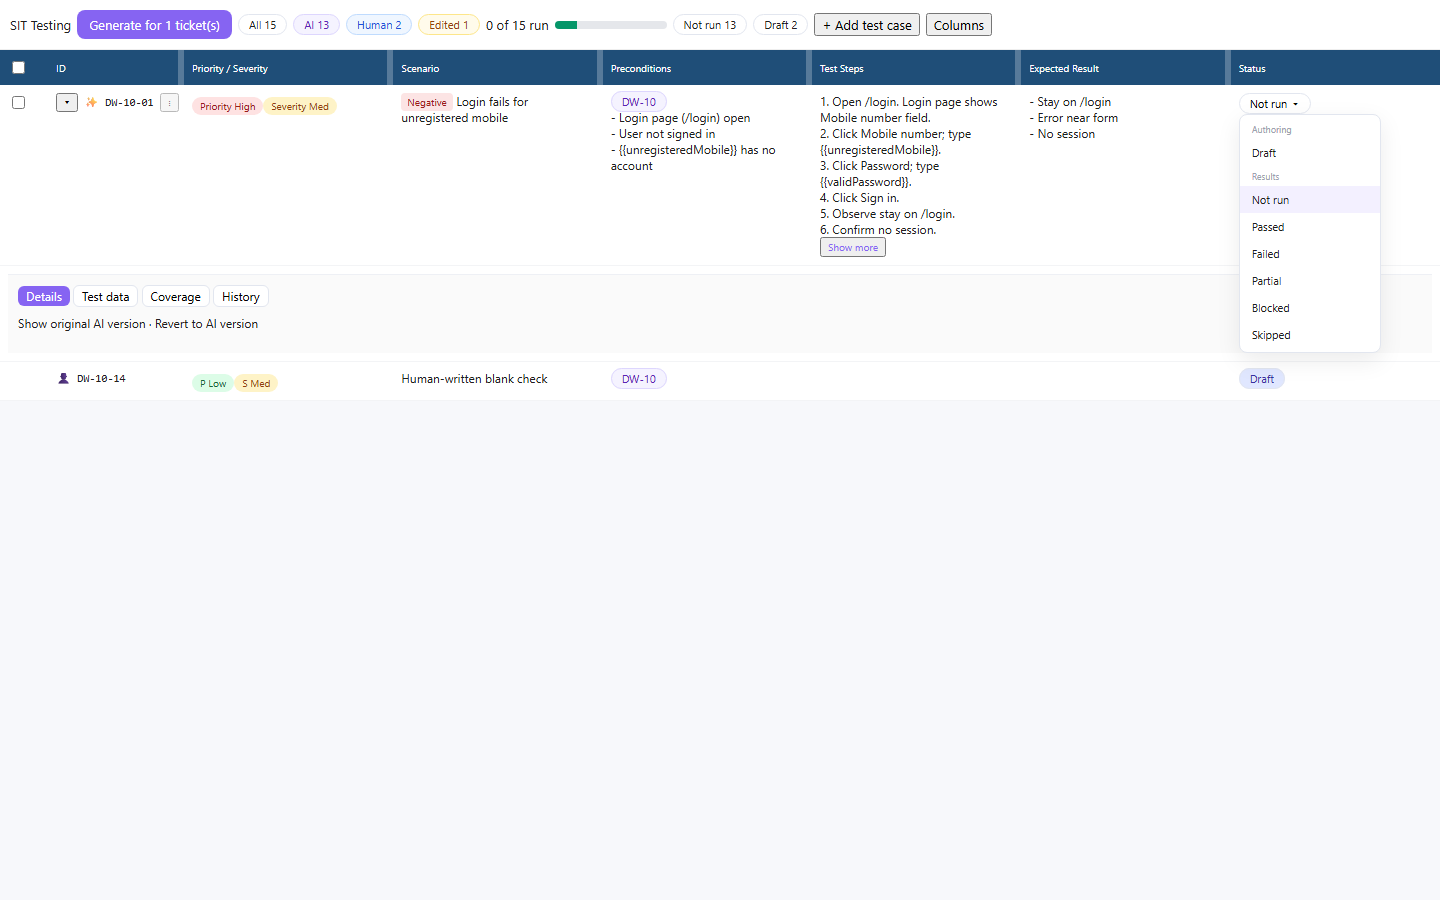 SIT Testing Generate for 1 ticket(s) All 15 AI 13 Human 2 Edited 1 0 of 15 run Not run 13 Draft 2 + Add test case Columns
ID Priority / Severity Scenario Preconditions Test Steps Expected Result Status
DW-10-01
Priority High Severity Med
Negative Login fails for
unregistered mobile
DW-10
- Login page (/login) open
- User not signed in
- {{unregisteredMobile}} has no
account
1. Open /login. Login page shows
Mobile number field.
2. Click Mobile number; type
{{unregisteredMobile}}.
3. Click Password; type
{{validPassword}}.
4. Click Sign in.
5. Observe stay on /login.
6. Confirm no session.
Show more
- Stay on /login
- Error near form
- No session
Not run
Authoring
Draft
Results
Not run
Passed
Failed
Partial
Blocked
Skipped
Details Test data Coverage History
Show original AI version · Revert to AI version
DW-10-14 P Low S Med Human-written blank check DW-10 Draft